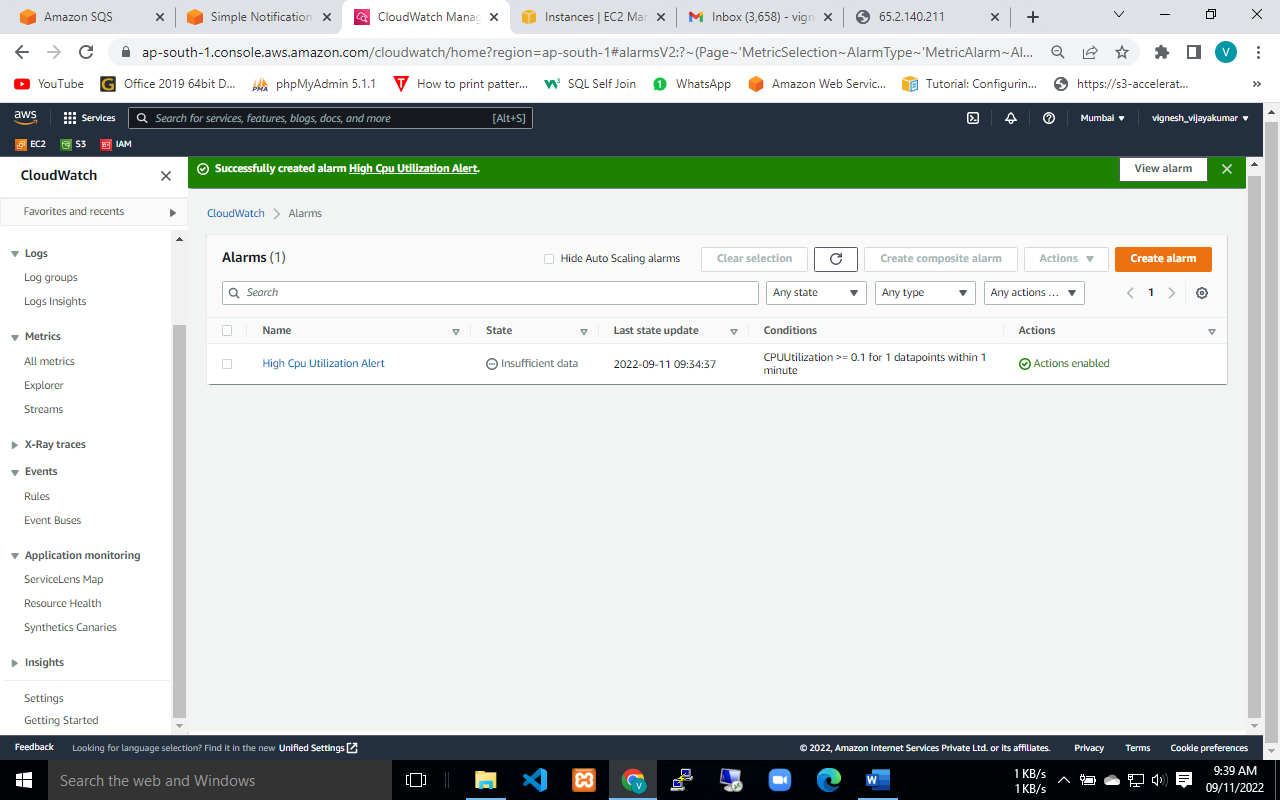 Amazon SQS
Simple Notification
CloudWatch Manag
Instances | EC2 Mar
Inbox (3,658) - vign
65.2.140.211
ap-south-1.console.aws.amazon.com/cloudwatch/home?region=ap-south-1#alarmsV2:?~(Page~'MetricSelection~AlarmType~'MetricAlarm~Al...
V
YouTube
Office 2019 64bit D...
phpMyAdmin 5.1.1
How to print patter...
SQL Self Join
WhatsApp
Amazon Web Servic...
Tutorial: Configurin...
https://s3-accelerat...
»
aws
Services
Search for services, features, blogs, docs, and more
[Alt+S]
Mumbai
vignesh_vijayakumar
EC2
S3
IAM
CloudWatch
Favorites and recents
Logs
Log groups
Logs Insights
Metrics
All metrics
Explorer
Streams
X-Ray traces
Events
Rules
Event Buses
Application monitoring
ServiceLens Map
Resource Health
Synthetics Canaries
Insights
Settings
Getting Started
Successfully created alarm High Cpu Utilization Alert.
View alarm
CloudWatch
Alarms
Alarms (1)
Hide Auto Scaling alarms
Clear selection
Create composite alarm
Actions
Create alarm
Search
Any state
Any type
Any actions ...
1
Name
State
Last state update
Conditions
Actions
High Cpu Utilization Alert
Insufficient data
2022-09-11 09:34:37
CPUUtilization >= 0.1 for 1 datapoints within 1
minute
Actions enabled
Feedback
Looking for language selection? Find it in the new Unified Settings
© 2022, Amazon Internet Services Private Ltd. or its affiliates.
Privacy
Terms
Cookie preferences
Search the web and Windows
1 KB/s
1 KB/s
9:39 AM
09/11/2022